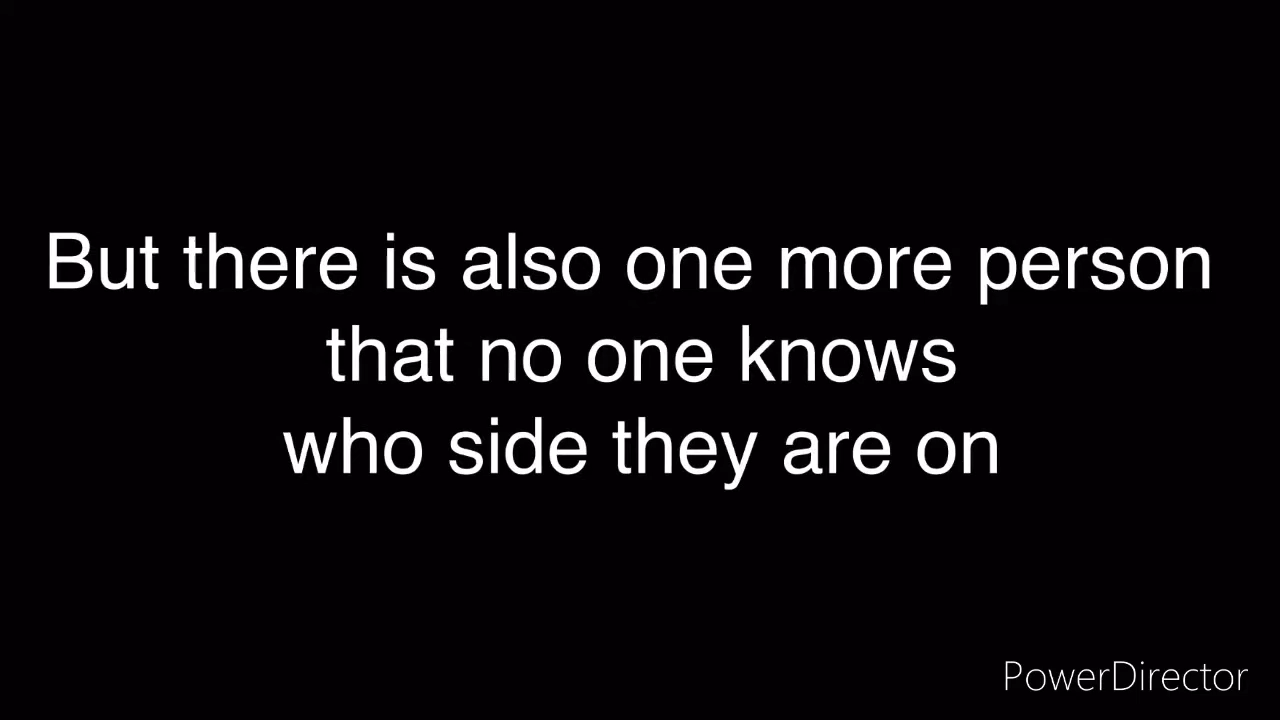 But there is also one more person
that no one knows
who side they are on
PowerDirector